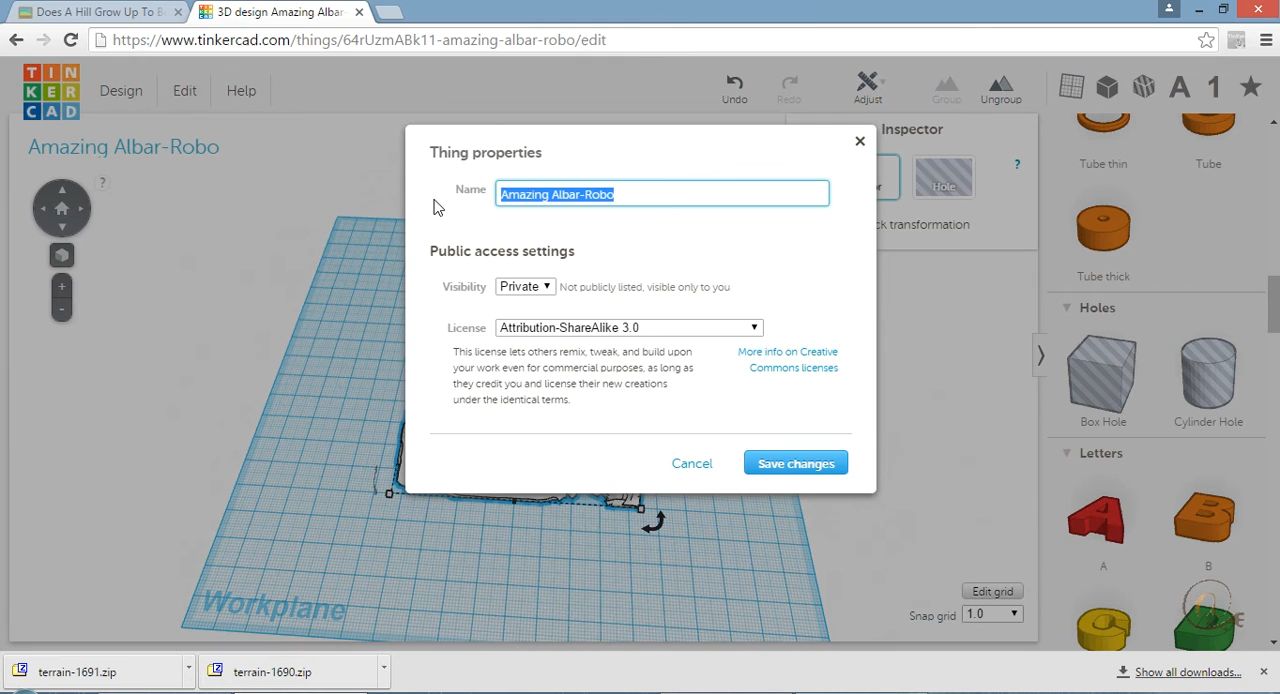 Does A Hill Grow Up To B
3D design Amazing Albar-
https://www.tinkercad.com/things/64rUzmABk11-amazing-albar-robo/edit
TIN
KER
CAD
Design
Edit
Help
Undo
Redo
Adjust
Group
Ungroup
A
1
Amazing Albar-Robo
?
Thing properties
Name
Amazing Albar-Robo
Public access settings
Visibility
Private
Not publicly listed, visible only to you
License
Attribution-ShareAlike 3.0
This license lets others remix, tweak, and build upon
your work even for commercial purposes, as long as
they credit you and license their new creations
under the identical terms.
More info on Creative
Commons licenses
Cancel
Save changes
Inspector
Hole
?
ck transformation
Tube thin
Tube
Tube thick
Holes
Box Hole
Cylinder Hole
Letters
A
B
Workplane
Edit grid
Snap grid
1.0
terrain-1691.zip
terrain-1690.zip
Show all downloads...